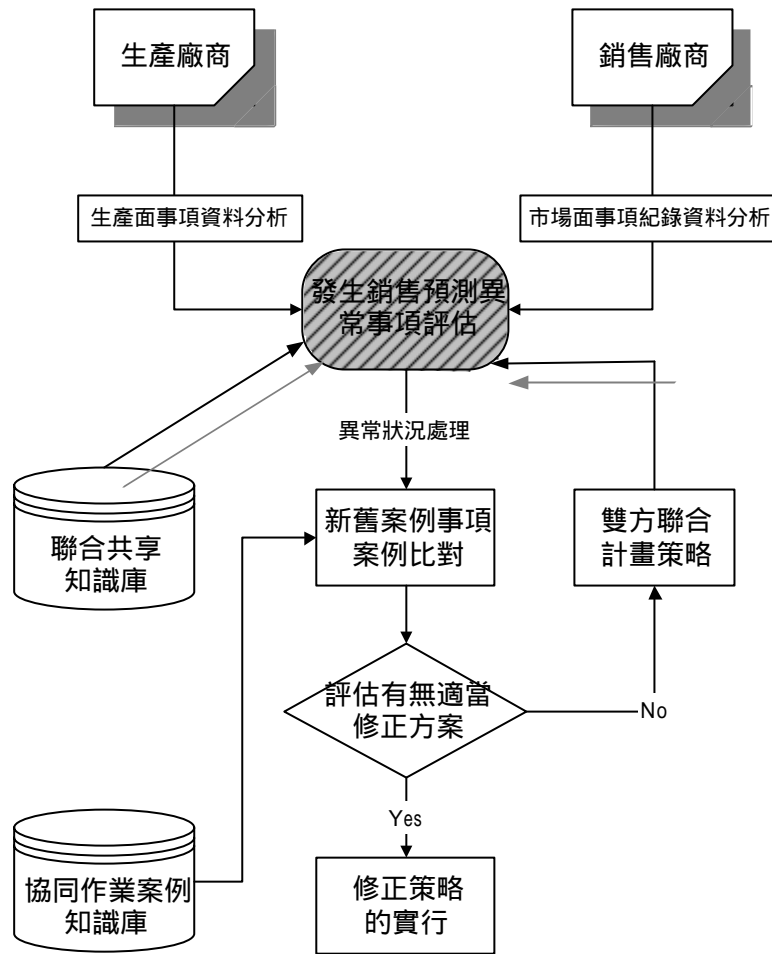 生產廠商
銷售廠商
生產面事項資料分析
市場面事項紀錄資料分析
發生銷售預測異
常事項評估
異常狀況處理
聯合共享
知識庫
新舊案例事項
案例比對
雙方聯合
計畫策略
評估有無適當
修正方案
No
Yes
協同作業案例
知識庫
修正策略
的實行